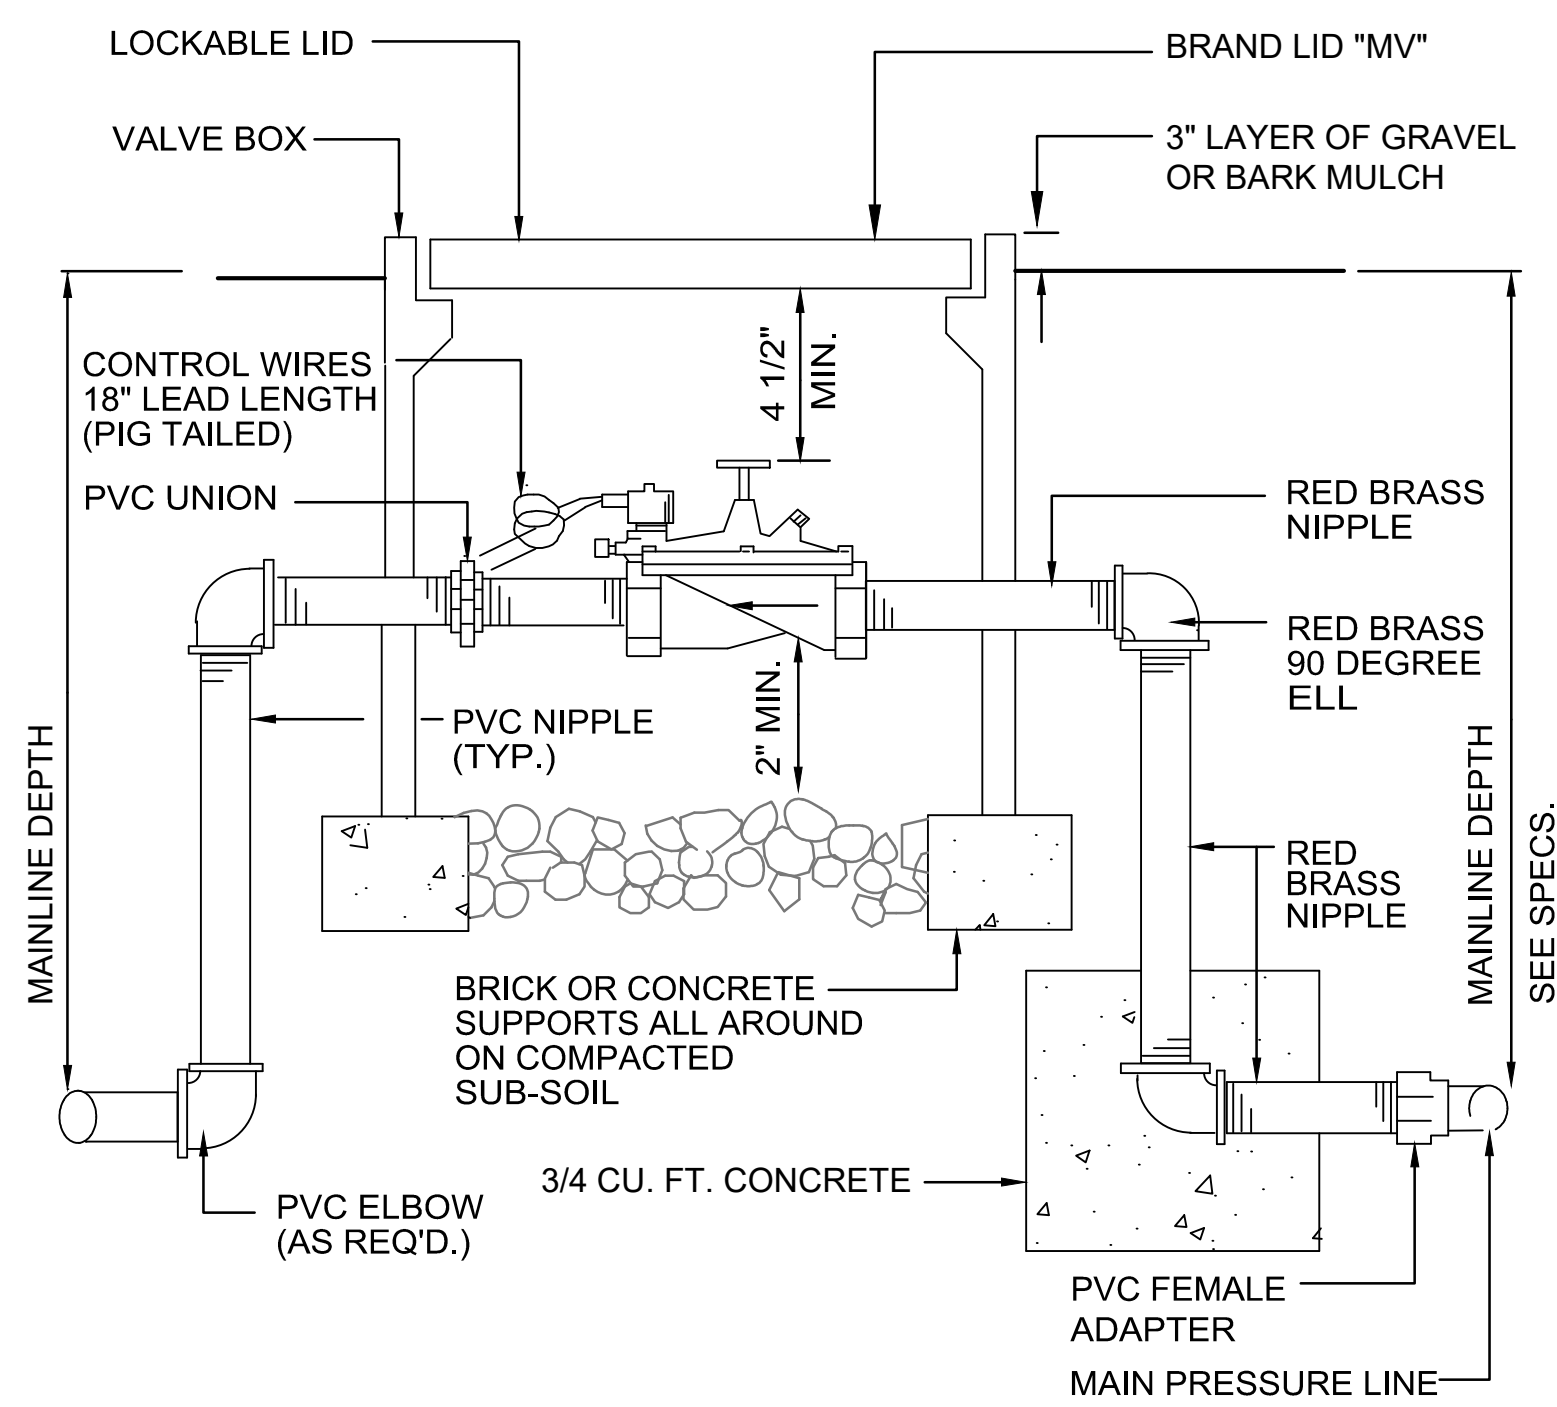 LOCKABLE LID
BRAND LID "MV"
VALVE BOX
3" LAYER OF GRAVEL
OR BARK MULCH
CONTROL WIRES
18" LEAD LENGTH
(PIG TAILED)
4 1/2"
MIN.
PVC UNION
RED BRASS
NIPPLE
RED BRASS
90 DEGREE
ELL
PVC NIPPLE
(TYP.)
2" MIN.
MAINLINE DEPTH
MAINLINE DEPTH
SEE SPECS.
RED
BRASS
NIPPLE
BRICK OR CONCRETE
SUPPORTS ALL AROUND
ON COMPACTED
SUB-SOIL
3/4 CU. FT. CONCRETE
PVC ELBOW
(AS REQ'D.)
PVC FEMALE
ADAPTER
MAIN PRESSURE LINE